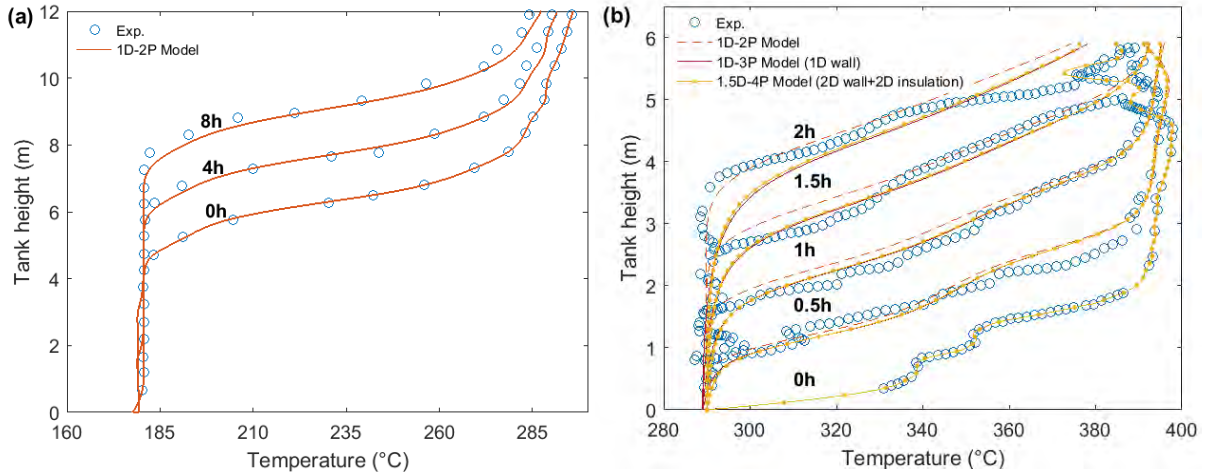 (a)
12
10
8
6
4
2
0
Tank height (m)
Exp.
1D-2P Model
8h
4h
0h
160 185 210 235 260 285
Temperature (°C)
(b)
6
5
4
3
2
1
0
Tank height (m)
Exp.
1D-2P Model
1D-3P Model (1D wall)
1.5D-4P Model (2D wall+2D insulation)
2h
1.5h
1h
0.5h
0h
280 300 320 340 360 380 400
Temperature (°C)